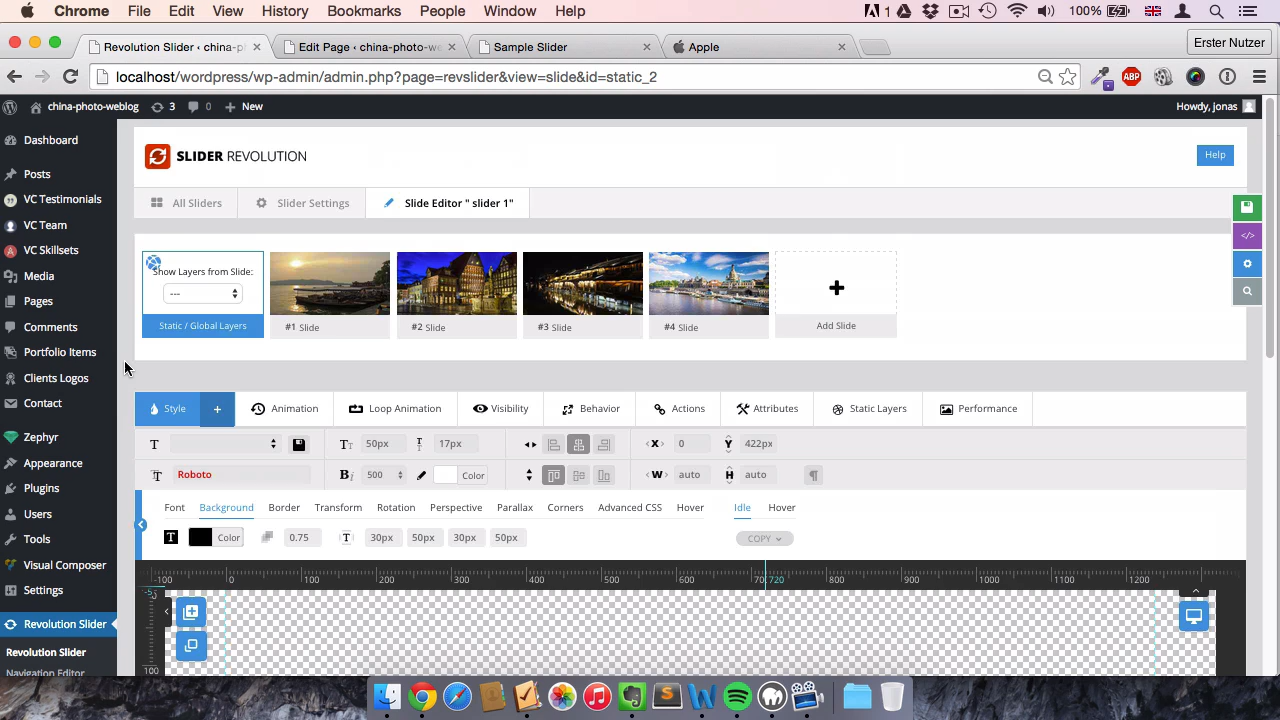 Chrome File Edit View History Bookmarks People Window Help 100%
Revolution Slider ‹ china-p Edit Page ‹ china-photo-we Sample Slider Apple Erster Nutzer
localhost/wordpress/wp-admin/admin.php?page=revslider&view=slide&id=static_2 ABP
china-photo-weblog 3 0 New Howdy, jonas
Dashboard
Posts
VC Testimonials
VC Team
VC Skillsets
Media
Pages
Comments
Portfolio Items
Clients Logos
Contact
Zephyr
Appearance
Plugins
Users
Tools
Visual Composer
Settings
Revolution Slider
Revolution Slider
Navigation Editor
SLIDER REVOLUTION Help
All Sliders Slider Settings Slide Editor " slider 1"
Show Layers from Slide:
---
Static / Global Layers #1 Slide #2 Slide #3 Slide #4 Slide Add Slide
Style + Animation Loop Animation Visibility Behavior Actions Attributes Static Layers Performance
50px 17px X 0 Y 422px
Roboto 500 Color W auto H auto
Font Background Border Transform Rotation Perspective Parallax Corners Advanced CSS Hover Idle Hover
Color 0.75 30px 50px 30px 50px COPY
-100 0 100 200 300 400 500 600 720 800 900 1000 1100 1200
100